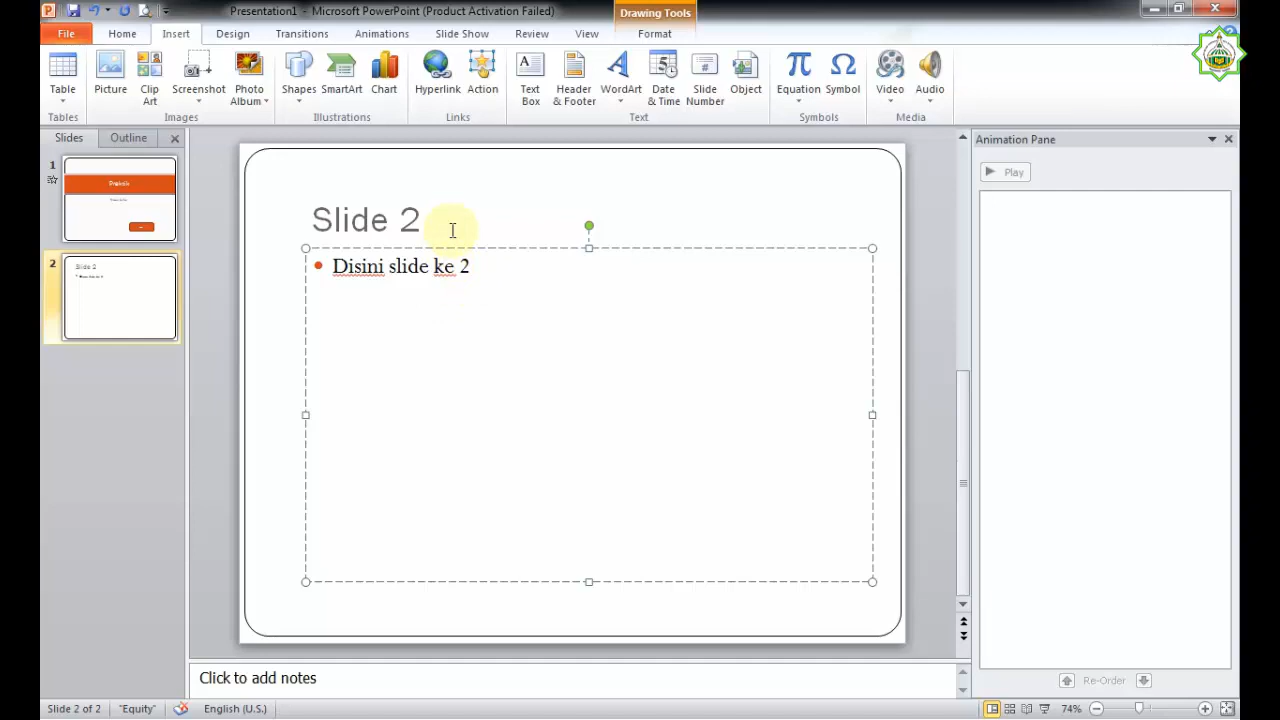 Presentation1 - Microsoft PowerPoint (Product Activation Failed)
Drawing Tools
File Home Insert Design Transitions Animations Slide Show Review View Format
Table Picture Clip Art Screenshot Photo Album Shapes SmartArt Chart Hyperlink Action Text Box Header & Footer WordArt Date & Time Slide Number Object Equation Symbol Video Audio
Tables Images Illustrations Links Text Symbols Media
Slides Outline
Animation Pane
Play
1
2
Slide 2
Slide 2
Disini slide ke 2
Click to add notes
Re-Order
Slide 2 of 2 "Equity" English (U.S.) 74%